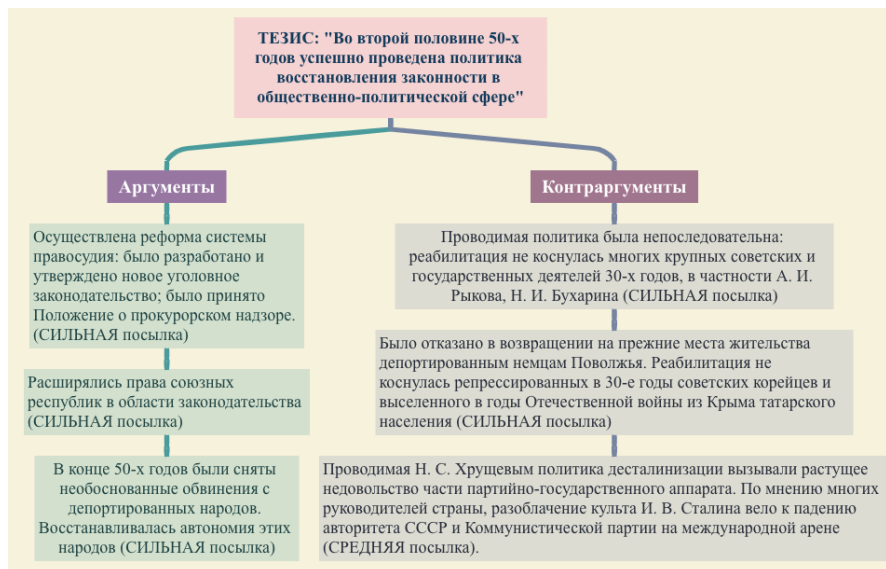 ТЕЗИС: "Во второй половине 50-х
годов успешно проведена политика
восстановления законности в
общественно-политической сфере"
Аргументы
Осуществлена реформа системы
правосудия: было разработано и
утверждено новое уголовное
законодательство; было принято
Положение о прокурорском надзоре.
(СИЛЬНАЯ посылка)
Расширялись права союзных
республик в области законодательства
(СИЛЬНАЯ посылка)
В конце 50-х годов были сняты
необоснованные обвинения с
депортированных народов.
Восстанавливалась автономия этих
народов (СИЛЬНАЯ посылка)
Контраргументы
Проводимая политика была непоследовательна:
реабилитация не коснулась многих крупных советских и
государственных деятелей 30-х годов, в частности А. И.
Рыкова, Н. И. Бухарина (СИЛЬНАЯ посылка)
Было отказано в возвращении на прежние места жительства
депортированным немцам Поволжья. Реабилитация не
коснулась репрессированных в 30-е годы советских корейцев и
выселенного в годы Отечественной войны из Крыма татарского
населения (СИЛЬНАЯ посылка)
Проводимая Н. С. Хрущевым политика десталинизации вызывали растущее
недовольство части партийно-государственного аппарата. По мнению многих
руководителей страны, разоблачение культа И. В. Сталина вело к падению
авторитета СССР и Коммунистической партии на международной арене
(СРЕДНЯЯ посылка).